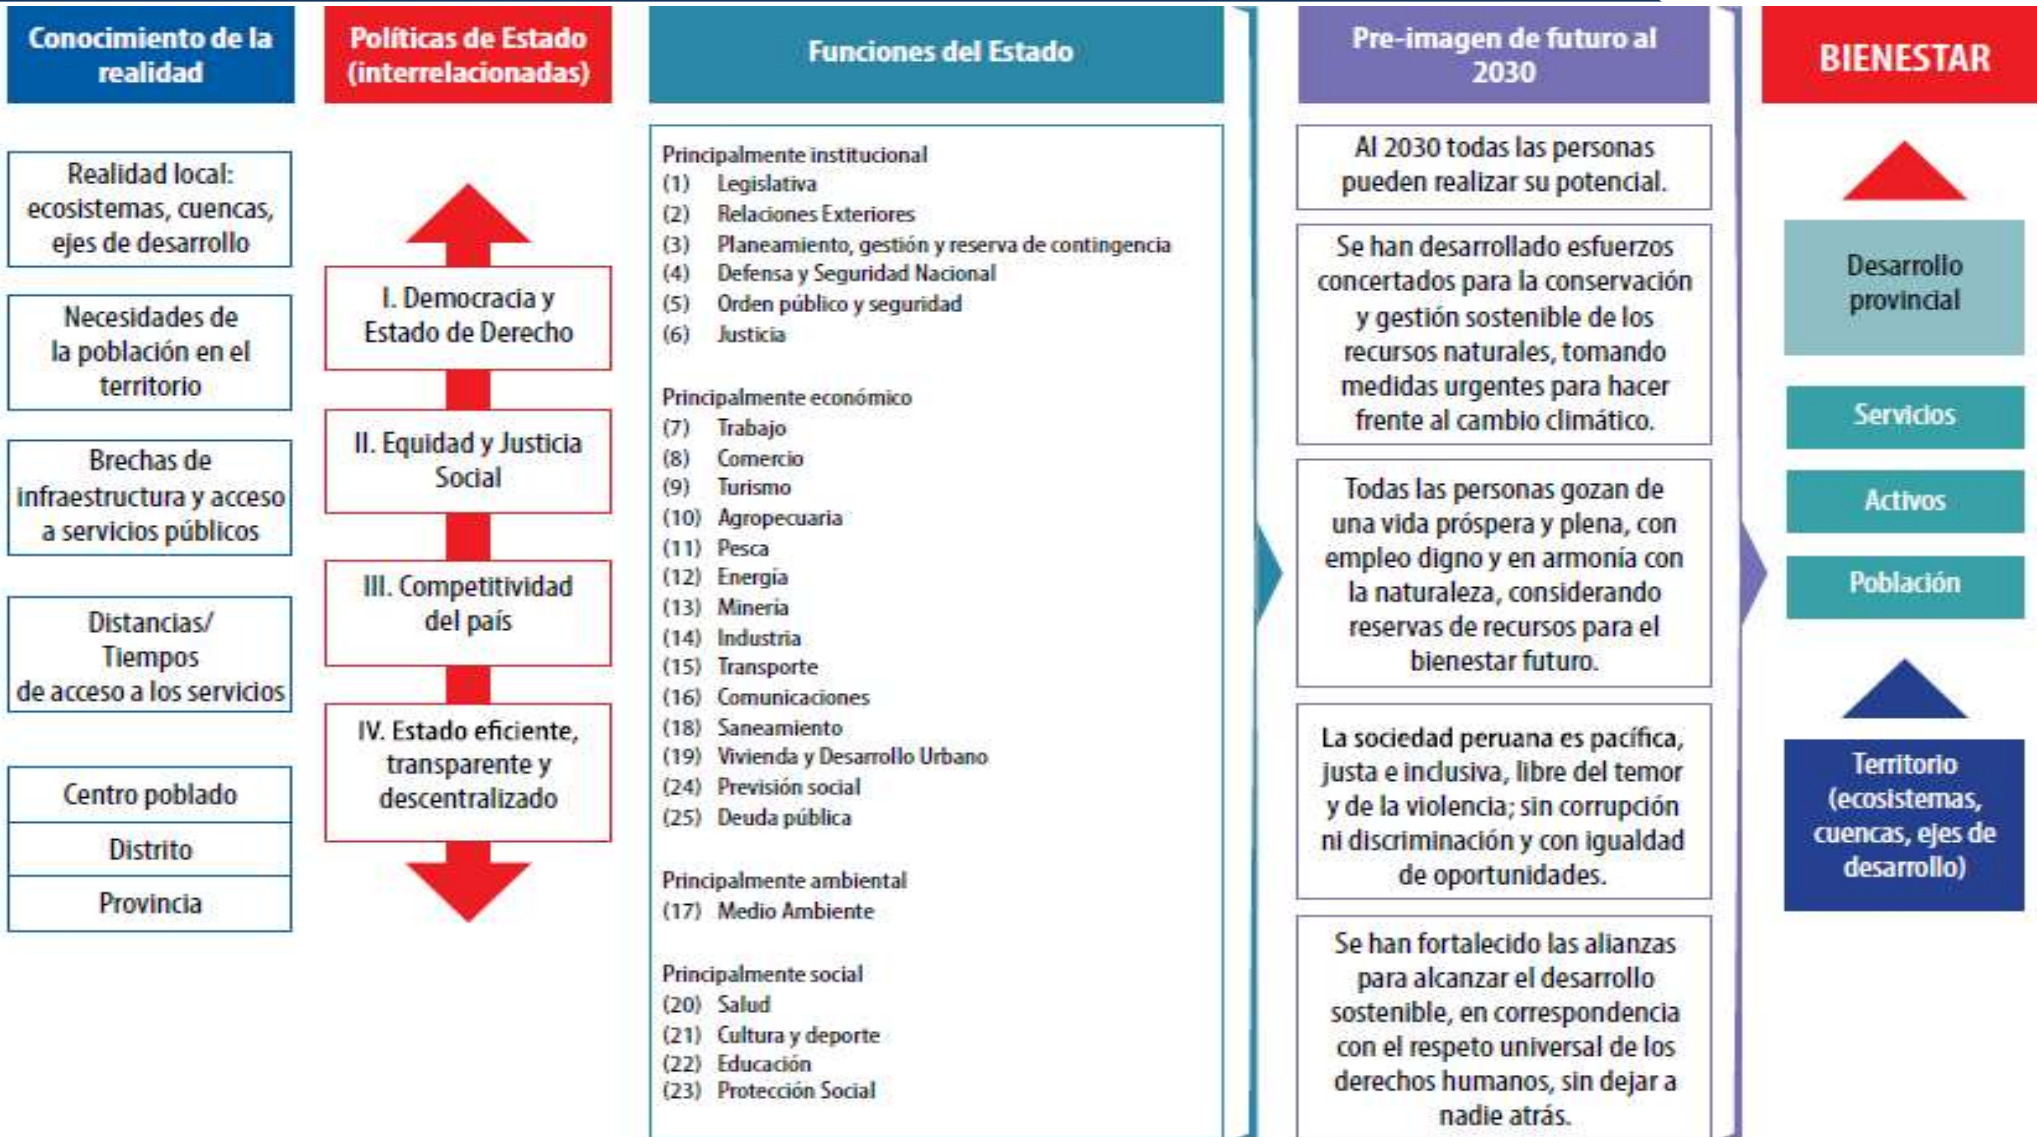 Conocimiento de la
realidad
Realidad local:
ecosistemas, cuencas,
ejes de desarrollo
Necesidades de
la población en el
territorio
Brechas de
infraestructura y acceso
a servicios públicos
Distancias/
Tiempos
de acceso a los servicios
Centro poblado
Distrito
Provincia
Políticas de Estado
(interrelacionadas)
I. Democracia y
Estado de Derecho
II. Equidad y Justicia
Social
III. Competitividad
del país
IV. Estado eficiente,
transparente y
descentralizado
Funciones del Estado
Principalmente institucional
(1) Legislativa
(2) Relaciones Exteriores
(3) Planeamiento, gestión y reserva de contingencia
(4) Defensa y Seguridad Nacional
(5) Orden público y seguridad
(6) Justicia
Principalmente económico
(7) Trabajo
(8) Comercio
(9) Turismo
(10) Agropecuaria
(11) Pesca
(12) Energía
(13) Minería
(14) Industria
(15) Transporte
(16) Comunicaciones
(18) Saneamiento
(19) Vivienda y Desarrollo Urbano
(24) Previsión social
(25) Deuda pública
Principalmente ambiental
(17) Medio Ambiente
Principalmente social
(20) Salud
(21) Cultura y deporte
(22) Educación
(23) Protección Social
Pre-imagen de futuro al
2030
Al 2030 todas las personas
pueden realizar su potencial.
Se han desarrollado esfuerzos
concertados para la conservación
y gestión sostenible de los
recursos naturales, tomando
medidas urgentes para hacer
frente al cambio climático.
Todas las personas gozan de
una vida próspera y plena, con
empleo digno y en armonía con
la naturaleza, considerando
reservas de recursos para el
bienestar futuro.
La sociedad peruana es pacífica,
justa e inclusiva, libre del temor
y de la violencia; sin corrupción
ni discriminación y con igualdad
de oportunidades.
Se han fortalecido las alianzas
para alcanzar el desarrollo
sostenible, en correspondencia
con el respeto universal de los
derechos humanos, sin dejar a
nadie atrás.
BIENESTAR
Desarrollo
provincial
Servicios
Activos
Población
Territorio
(ecosistemas,
cuencas, ejes de
desarrollo)